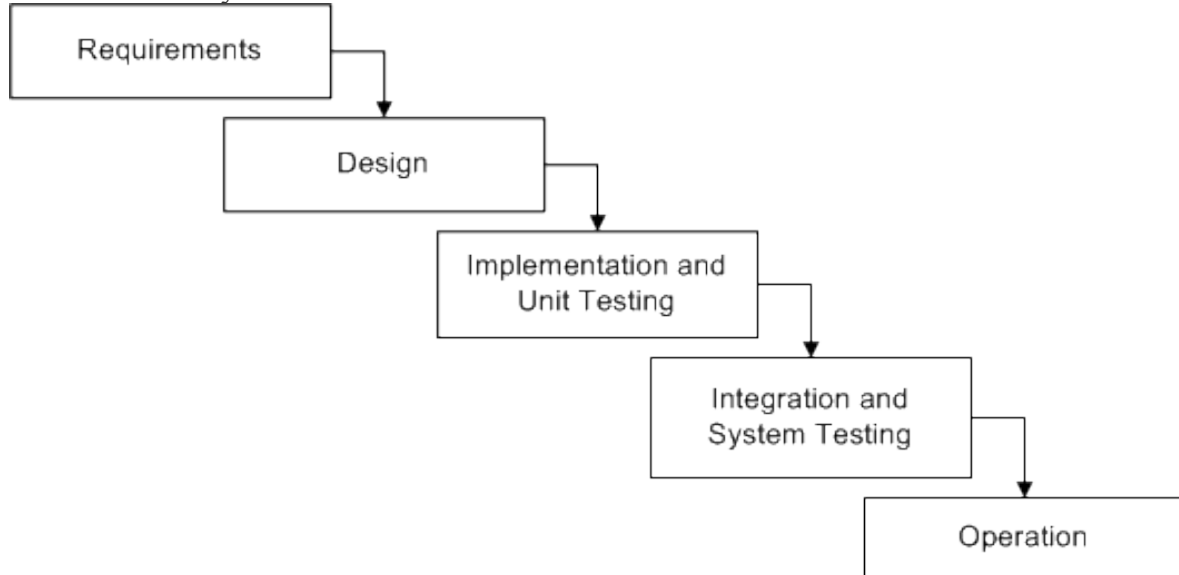 Requirements
Design
Implementation and
Unit Testing
Integration and
System Testing
Operation